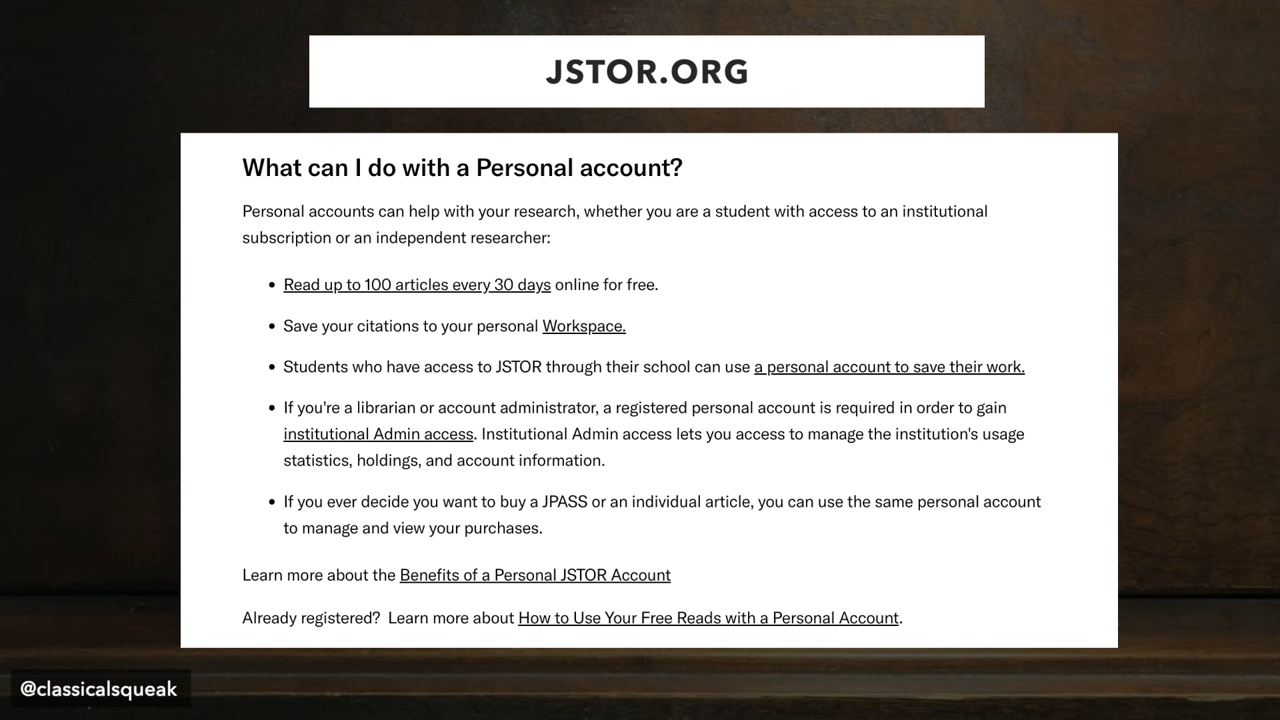 JSTOR.ORG
What can I do with a Personal account?
Personal accounts can help with your research, whether you are a student with access to an institutional
subscription or an independent researcher:
• Read up to 100 articles every 30 days online for free.
• Save your citations to your personal Workspace.
• Students who have access to JSTOR through their school can use a personal account to save their work.
• If you're a librarian or account administrator, a registered personal account is required in order to gain
institutional Admin access. Institutional Admin access lets you access to manage the institution's usage
statistics, holdings, and account information.
• If you ever decide you want to buy a JPASS or an individual article, you can use the same personal account
to manage and view your purchases.
Learn more about the Benefits of a Personal JSTOR Account
Already registered?  Learn more about How to Use Your Free Reads with a Personal Account.
@classicalsqueak